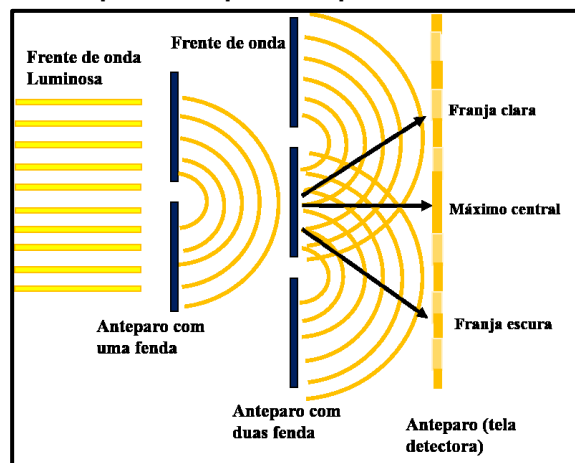 Frente de onda
Frente de onda
Luminosa
Franja clara
Máximo central
Franja escura
Anteparo com
uma fenda
Anteparo com
duas fenda
Anteparo (tela
detectora)